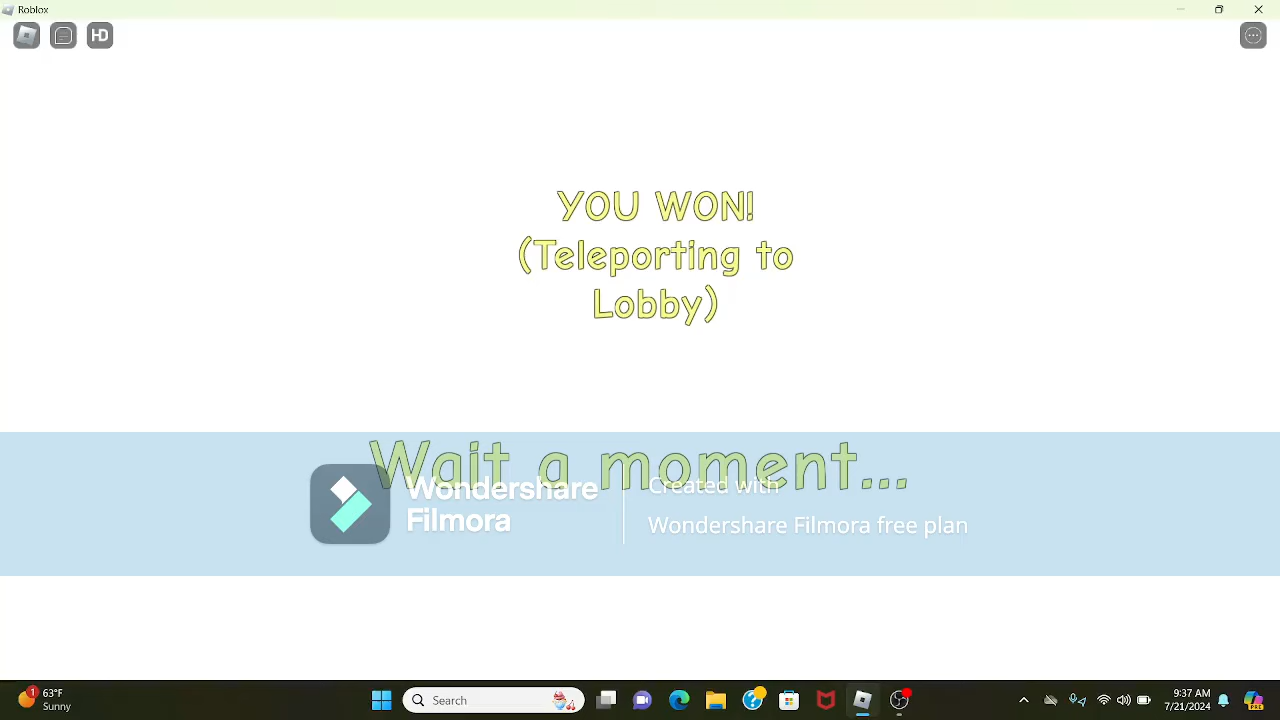 Roblox
HD
YOU WON!
(Teleporting to
Lobby)
Wait a moment...
Wondershare
Filmora
Created with
Wondershare Filmora free plan
1
63°F
Sunny
Search
9:37 AM
7/21/2024